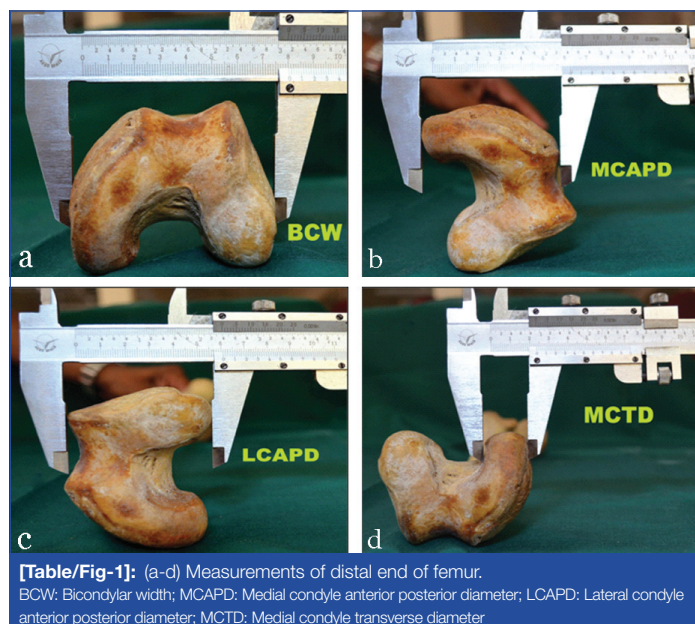 BCW
a
MCAPD
b
LCAPD
c
MCTD
d
[Table/Fig-1]: (a-d) Measurements of distal end of femur.
BCW: Bicondylar width; MCAPD: Medial condyle anterior posterior diameter; LCAPD: Lateral condyle
anterior posterior diameter; MCTD: Medial condyle transverse diameter